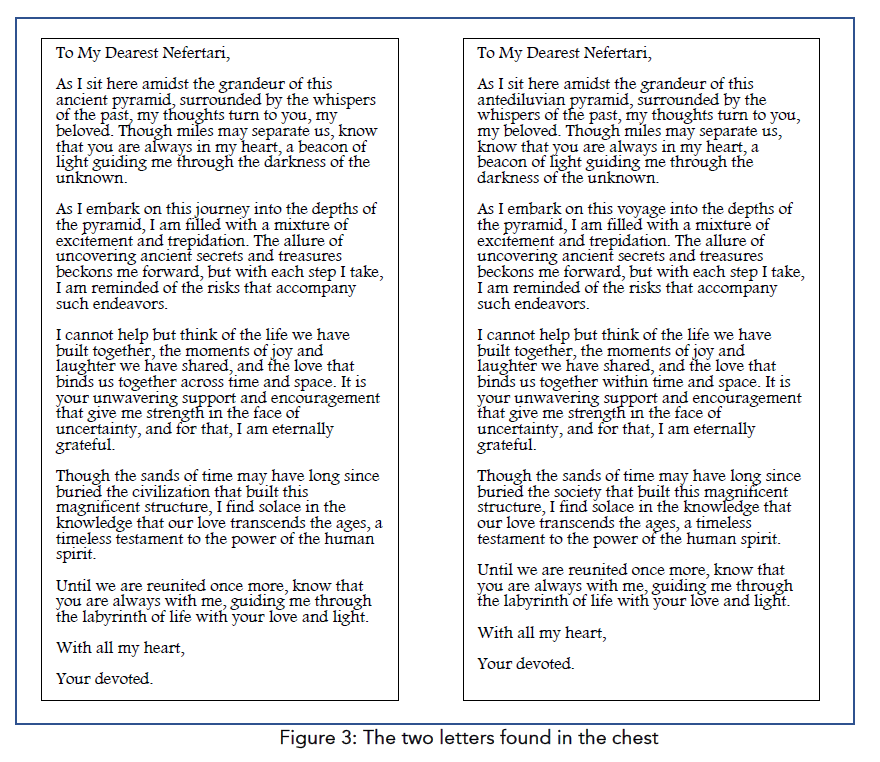 To My Dearest Nefertari,
As I sit here amidst the grandeur of this
ancient pyramid, surrounded by the whispers
of the past, my thoughts turn to you, my
beloved. Though miles may separate us, know
that you are always in my heart, a beacon of
light guiding me through the darkness of the
unknown.
As I embark on this journey into the depths of
the pyramid, I am filled with a mixture of
excitement and trepidation. The allure of
uncovering ancient secrets and treasures
beckons me forward, but with each step I take,
I am reminded of the risks that accompany
such endeavors.
I cannot help but think of the life we have
built together, the moments of joy and
laughter we have shared, and the love that
binds us together across time and space. It is
your unwavering support and encouragement
that give me strength in the face of
uncertainty, and for that, I am eternally
grateful.
Though the sands of time may have long since
buried the civilization that built this
magnificent structure, I find solace in the
knowledge that our love transcends the ages, a
timeless testament to the power of the human
spirit.
Until we are reunited once more, know that
you are always with me, guiding me through
the labyrinth of life with your love and light.
With all my heart,
Your devoted.
To My Dearest Nefertari,
As I sit here amidst the grandeur of this
antediluvian pyramid, surrounded by the
whispers of the past, my thoughts turn to you,
my beloved. Though miles may separate us,
know that you are always in my heart, a
beacon of light guiding me through the
darkness of the unknown.
As I embark on this voyage into the depths of
the pyramid, I am filled with a mixture of
excitement and trepidation. The allure of
uncovering ancient secrets and treasures
beckons me forward, but with each step I take,
I am reminded of the risks that accompany
such endeavors.
I cannot help but think of the life we have
built together, the moments of joy and
laughter we have shared, and the love that
binds us together within time and space. It is
your unwavering support and encouragement
that give me strength in the face of
uncertainty, and for that, I am eternally
grateful.
Though the sands of time may have long since
buried the society that built this magnificent
structure, I find solace in the knowledge that
our love transcends the ages, a timeless
testament to the power of the human spirit.
Until we are reunited once more, know that
you are always with me, guiding me through
the labyrinth of life with your love and light.
With all my heart,
Your devoted.
Figure 3: The two letters found in the chest